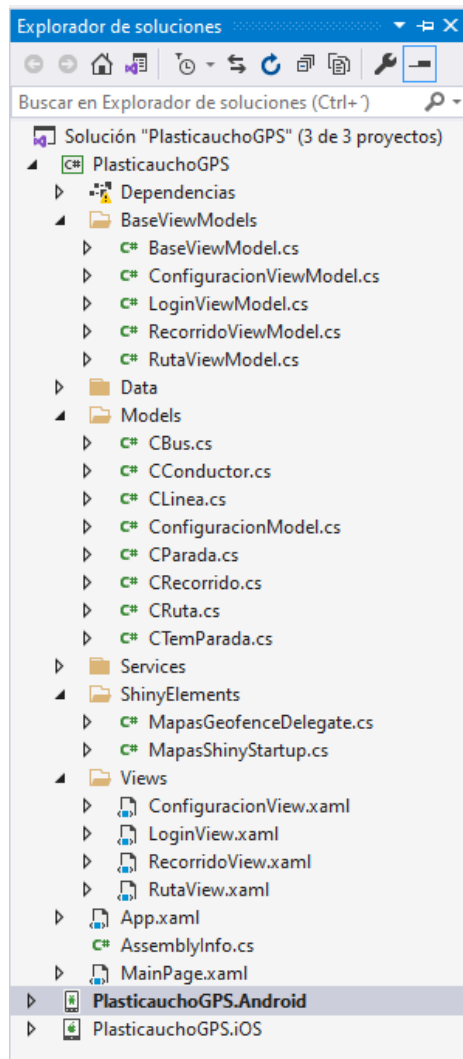 Explorador de soluciones
Buscar en Explorador de soluciones (Ctrl+´)
Solución "PlasticauchoGPS" (3 de 3 proyectos)
C# PlasticauchoGPS
Dependencias
BaseViewModels
C# BaseViewModel.cs
C# ConfiguracionViewModel.cs
C# LoginViewModel.cs
C# RecorridoViewModel.cs
C# RutaViewModel.cs
Data
Models
C# CBus.cs
C# CConductor.cs
C# CLinea.cs
C# ConfiguracionModel.cs
C# CParada.cs
C# CRecorrido.cs
C# CRuta.cs
C# CTemParada.cs
Services
ShinyElements
C# MapasGeofenceDelegate.cs
C# MapasShinyStartup.cs
Views
ConfiguracionView.xaml
LoginView.xaml
RecorridoView.xaml
RutaView.xaml
App.xaml
C# AssemblyInfo.cs
MainPage.xaml
PlasticauchoGPS.Android
PlasticauchoGPS.iOS